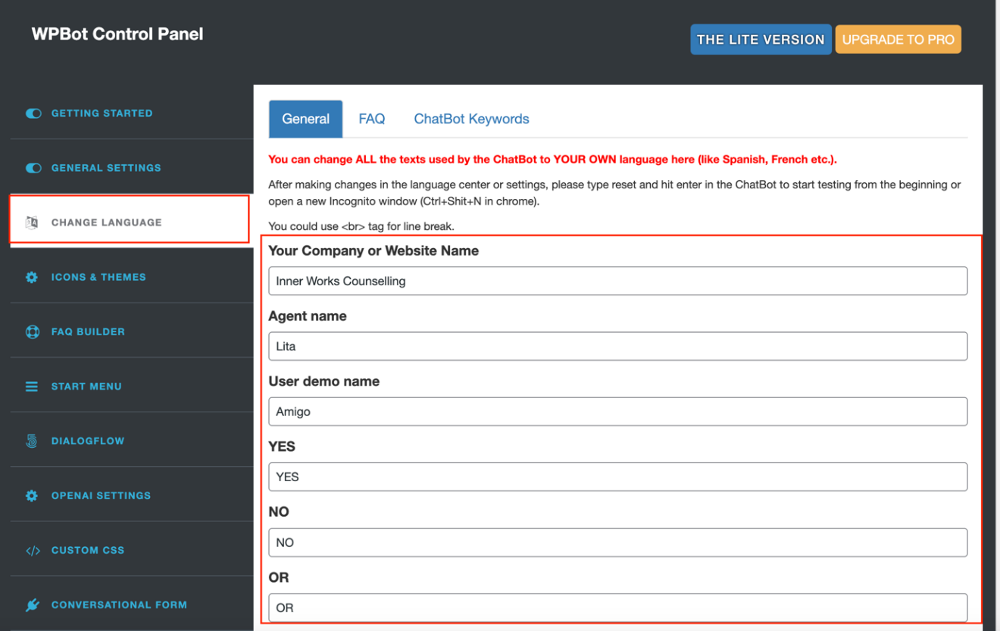 WPBot Control Panel
THE LITE VERSION
UPGRADE TO PRO
GETTING STARTED
GENERAL SETTINGS
CHANGE LANGUAGE
ICONS & THEMES
FAQ BUILDER
START MENU
DIALOGFLOW
OPENAI SETTINGS
CUSTOM CSS
CONVERSATIONAL FORM
General
FAQ
ChatBot Keywords
You can change ALL the texts used by the ChatBot to YOUR OWN language here (like Spanish, French etc.).
After making changes in the language center or settings, please type reset and hit enter in the ChatBot to start testing from the beginning or
open a new Incognito window (Ctrl+Shit+N in chrome).
You could use <br> tag for line break.
Your Company or Website Name
Inner Works Counselling
Agent name
Lita
User demo name
Amigo
YES
YES
NO
NO
OR
OR